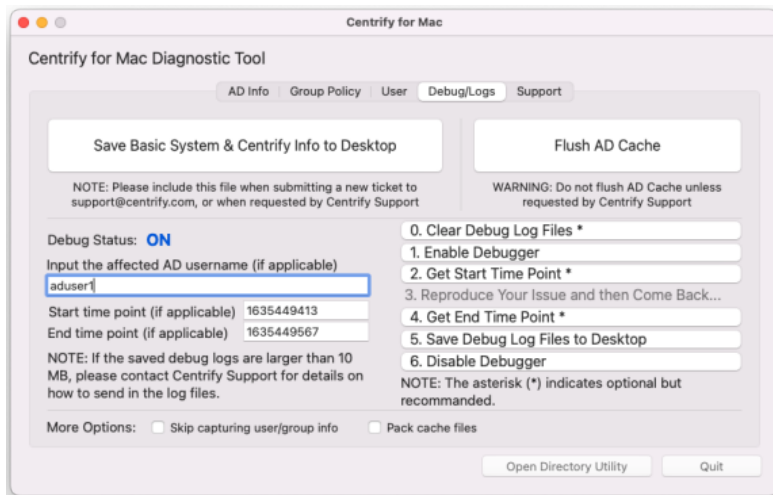 Centrify for Mac
Centrify for Mac Diagnostic Tool
AD Info
Group Policy
User
Debug/Logs
Support
Save Basic System & Centrify Info to Desktop
Flush AD Cache
NOTE: Please include this file when submitting a new ticket to
support@centrify.com, or when requested by Centrify Support
WARNING: Do not flush AD Cache unless
requested by Centrify Support
Debug Status: ON
Input the affected AD username (if applicable)
aduser1
Start time point (if applicable) 1635449413
End time point (if applicable) 1635449567
NOTE: If the saved debug logs are larger than 10
MB, please contact Centrify Support for details on
how to send in the log files.
0. Clear Debug Log Files *
1. Enable Debugger
2. Get Start Time Point *
3. Reproduce Your Issue and then Come Back...
4. Get End Time Point *
5. Save Debug Log Files to Desktop
6. Disable Debugger
NOTE: The asterisk (*) indicates optional but
recommanded.
More Options: Skip capturing user/group info Pack cache files
Open Directory Utility
Quit